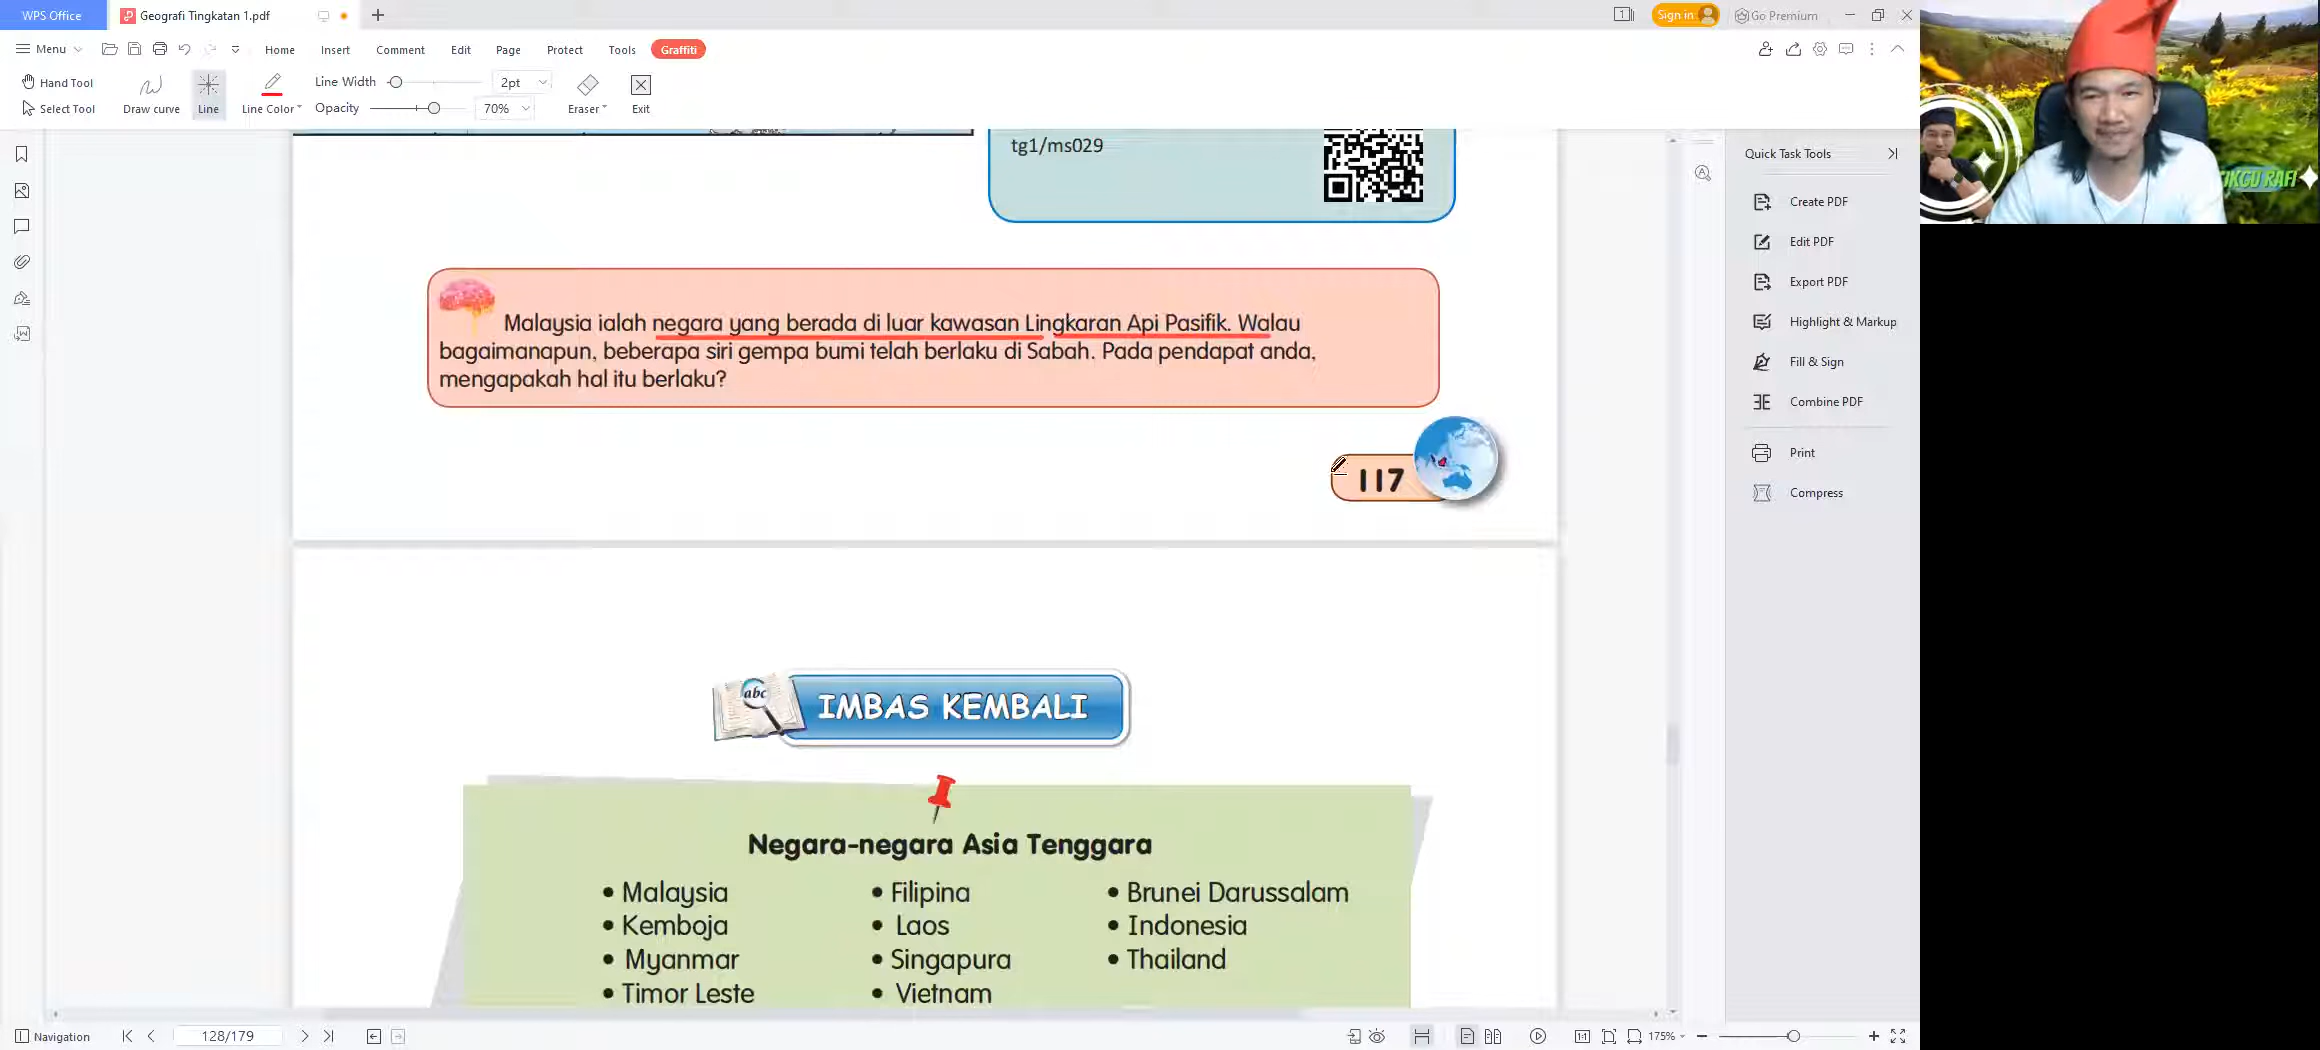 WPS Office
Geografi Tingkatan 1.pdf
1
Sign in
Go Premium
Menu
Home
Insert
Comment
Edit
Page
Protect
Tools
Graffiti
Hand Tool
Select Tool
Draw curve
Line
Line Color
Line Width
2pt
Opacity
70%
Eraser
Exit
tg1/ms029
Malaysia ialah negara yang berada di luar kawasan Lingkaran Api Pasifik. Walau
bagaimanapun, beberapa siri gempa bumi telah berlaku di Sabah. Pada pendapat anda,
mengapakah hal itu berlaku?
117
abc
IMBAS KEMBALI
Negara-negara Asia Tenggara
• Malaysia
• Kemboja
• Myanmar
• Timor Leste
• Filipina
• Laos
• Singapura
• Vietnam
• Brunei Darussalam
• Indonesia
• Thailand
Quick Task Tools
Create PDF
Edit PDF
Export PDF
Highlight & Markup
Fill & Sign
Combine PDF
Print
Compress
Navigation
128/179
1:1
175%
RAFI